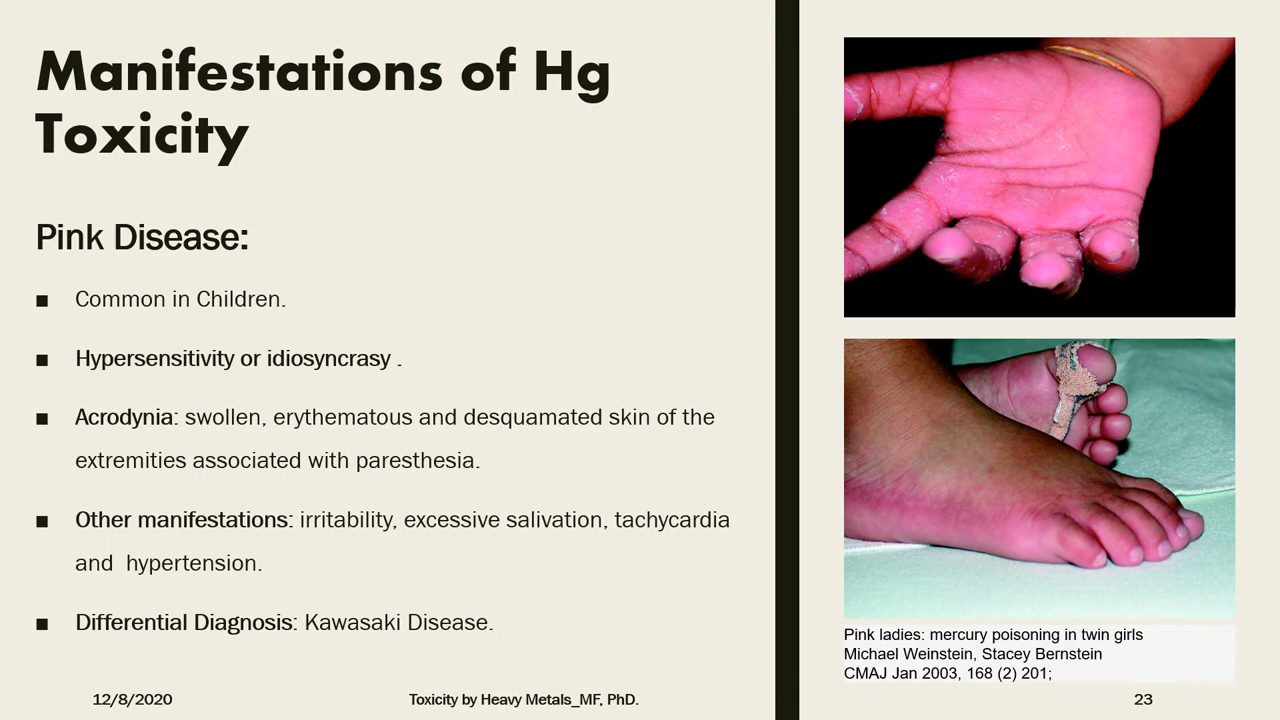 Manifestations of Hg
Toxicity
Pink Disease:
■ Common in Children.
■ Hypersensitivity or idiosyncrasy .
■ Acrodynia: swollen, erythematous and desquamated skin of the
extremities associated with paresthesia.
■ Other manifestations: irritability, excessive salivation, tachycardia
and  hypertension.
■ Differential Diagnosis: Kawasaki Disease.
Pink ladies: mercury poisoning in twin girls
Michael Weinstein, Stacey Bernstein
CMAJ Jan 2003, 168 (2) 201;
12/8/2020 Toxicity by Heavy Metals_MF, PhD. 23